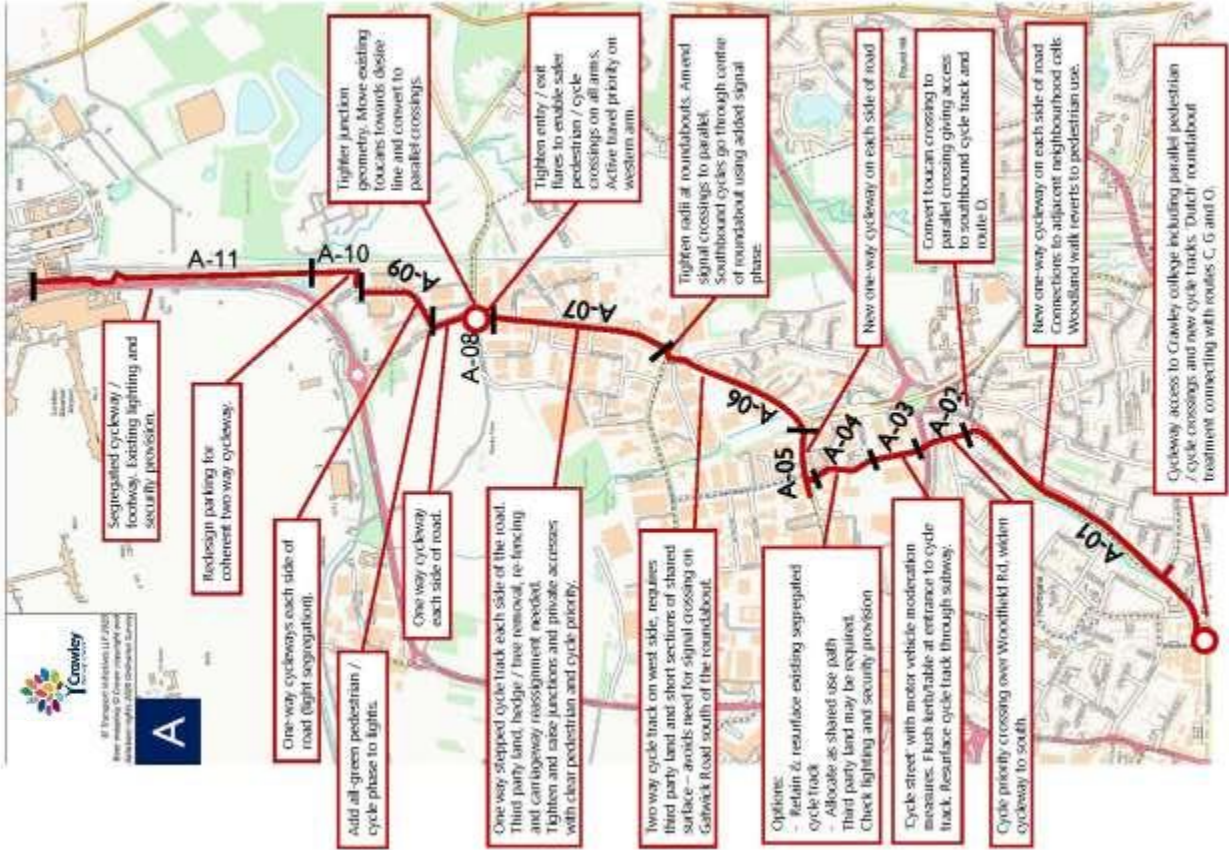 Crawley
A
Segregated cycleway /
footway. Existing lighting and
security provision.
Redesign parking for
coherent two way cycleway.
One-way cycleways each side of
road (light segregation).
Add all-green pedestrian /
cycle phase to lights.
One way cycleway
each side of road.
One way stepped cycle track each side of the road.
Third party land, hedge / tree removal, re-fencing
and carriageway reassignment needed.
Tighten and raise junctions and private accesses
with clear pedestrian and cycle priority.
Two way cycle track on west side, requires
third party land and short sections of shared
surface – avoids need for signal crossing on
Gatwick Road south of the roundabout.
Options:
- Retain & resurface existing segregated
cycle track
- Allocate as shared use path
Third party land may be required.
Check lighting and security provision
'Cycle street' with motor vehicle moderation
measures. Flush kerb/table at entrance to cycle
track. Resurface cycle track through subway.
Cycle priority crossing over Woodfield Rd, widen
cycleway to south.
A-11
A-10
A-09
A-08
A-07
A-06
A-05
A-04
A-03
A-02
A-01
Tighter junction
geometry. Move existing
toucans towards desire
line and convert to
parallel crossings.
Tighten entry / exit
flares to enable safer
pedestrian / cycle
crossings on all arms.
Active travel priority on
western arm.
Tighten radii at roundabouts. Amend
signal crossings to parallel.
Southbound cycles go through centre
of roundabout using added signal
phase.
New one-way cycleway on each side of road
Convert toucan crossing to
parallel crossing giving access
to southbound cycle track and
route D.
New one-way cycleway on each side of road
Connections to adjacent neighbourhood cells
Woodland walk reverts to pedestrian use.
Cycleway access to Crawley college including parallel pedestrian
/ cycle crossings and new cycle tracks. Dutch roundabout
treatment connecting with routes C, G and O.